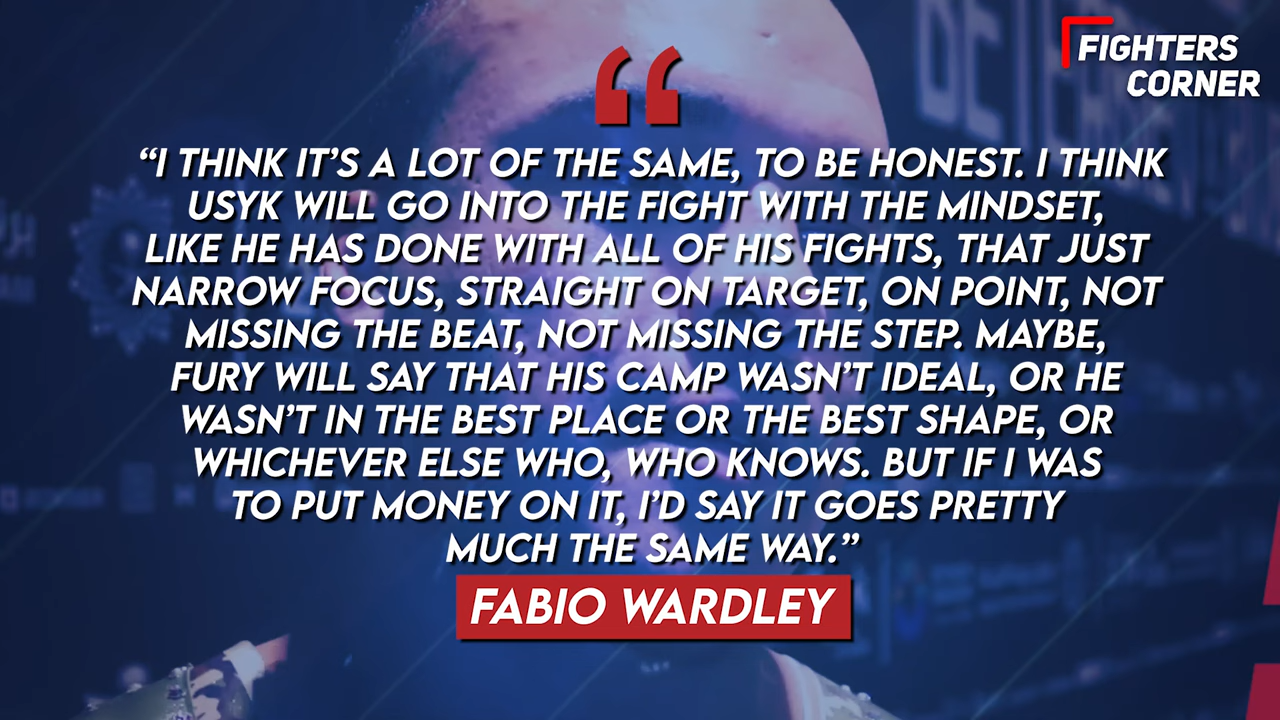 FIGHTERS
CORNER
“I THINK IT’S A LOT OF THE SAME, TO BE HONEST. I THINK
USYK WILL GO INTO THE FIGHT WITH THE MINDSET,
LIKE HE HAS DONE WITH ALL OF HIS FIGHTS, THAT JUST
NARROW FOCUS, STRAIGHT ON TARGET, ON POINT, NOT
MISSING THE BEAT, NOT MISSING THE STEP. MAYBE,
FURY WILL SAY THAT HIS CAMP WASN’T IDEAL, OR HE
WASN’T IN THE BEST PLACE OR THE BEST SHAPE, OR
WHICHEVER ELSE WHO, WHO KNOWS. BUT IF I WAS
TO PUT MONEY ON IT, I’D SAY IT GOES PRETTY
MUCH THE SAME WAY.”
FABIO WARDLEY